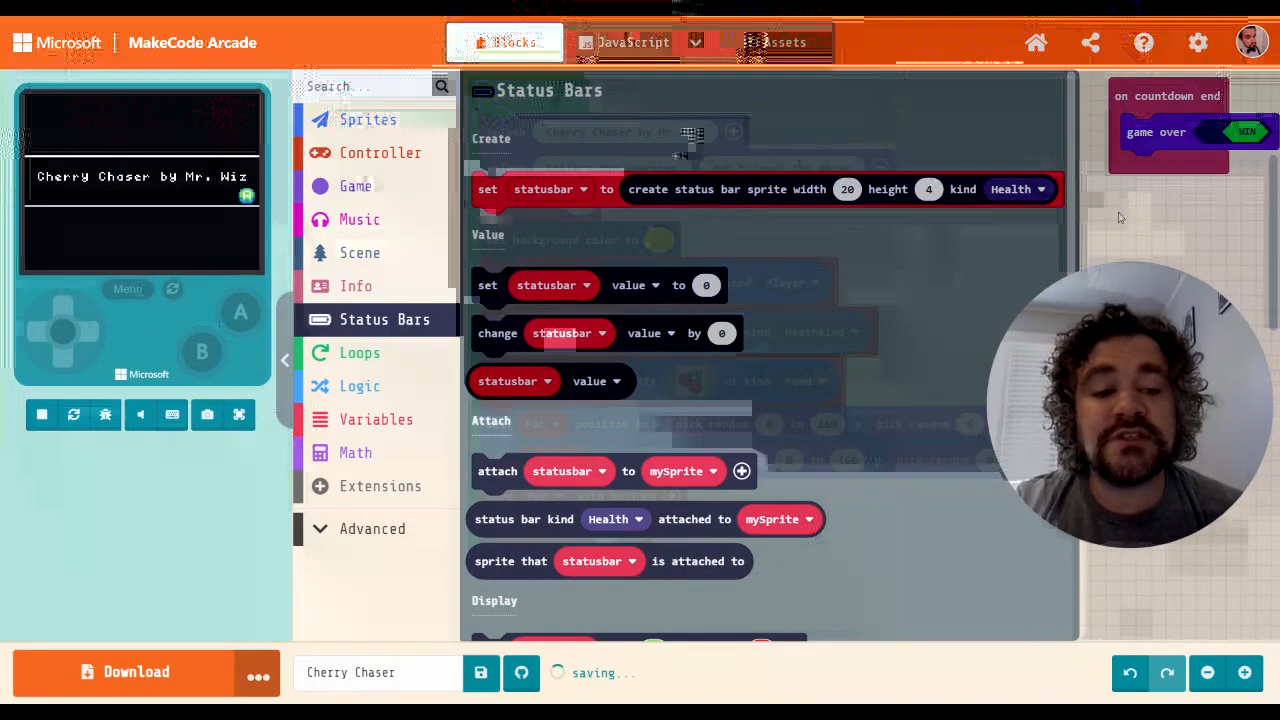 Microsoft | MakeCode Arcade
Blocks
JavaScript
Assets
Cherry Chaser by Mr. Wiz
A
Menu
A
B
Microsoft
Search...
Sprites
Controller
Game
Music
Scene
Info
Status Bars
Loops
Logic
Variables
Math
Extensions
Advanced
Status Bars
Create
set statusbar to create status bar sprite width 20 height 4 kind Health
Value
set statusbar value to 0
change statusbar value by 0
statusbar value
Attach
attach statusbar to mySprite
status bar kind Health attached to mySprite
sprite that statusbar is attached to
Display
on countdown end
game over WIN
Download
Cherry Chaser
saving...